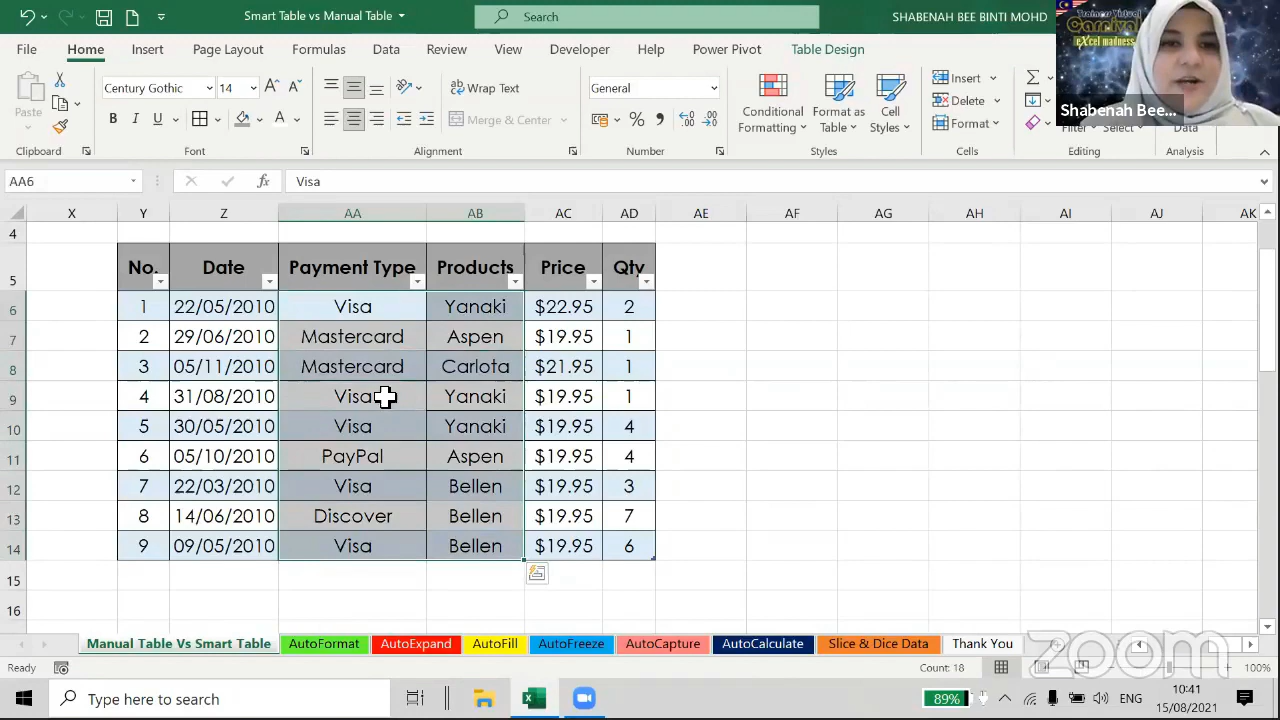 Smart Table vs Manual Table
Search
SHABENAH BEE BINTI MOHD
Trainers Virtual
Carnival
eXcel madness
Shabenah Bee...
File Home Insert Page Layout Formulas Data Review View Developer Help Power Pivot Table Design
Paste
Century Gothic 14
B I U
Wrap Text
Merge & Center
General
Conditional Formatting
Format as Table
Cell Styles
Insert
Delete
Format
Filter Select Data
Clipboard Font Alignment Number Styles Cells Editing Analysis
AA6 fx Visa
X Y Z AA AB AC AD AE AF AG AH AI AJ AK
4
5 No. Date Payment Type Products Price Qty
6 1 22/05/2010 Visa Yanaki $22.95 2
7 2 29/06/2010 Mastercard Aspen $19.95 1
8 3 05/11/2010 Mastercard Carlota $21.95 1
9 4 31/08/2010 Visa Yanaki $19.95 1
10 5 30/05/2010 Visa Yanaki $19.95 4
11 6 05/10/2010 PayPal Aspen $19.95 4
12 7 22/03/2010 Visa Bellen $19.95 3
13 8 14/06/2010 Discover Bellen $19.95 7
14 9 09/05/2010 Visa Bellen $19.95 6
15
16
Manual Table Vs Smart Table AutoFormat AutoExpand AutoFill AutoFreeze AutoCapture AutoCalculate Slice & Dice Data Thank You
zoom
Ready Count: 18 100%
Type here to search
89% ENG 10:41
15/08/2021